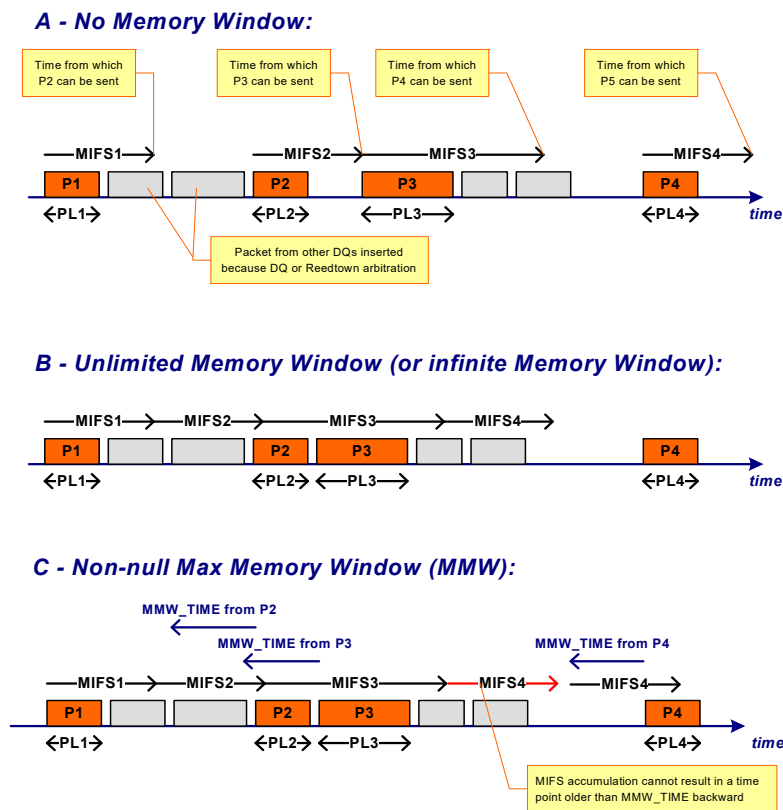 A - No Memory Window:
Time from which
P2 can be sent
Time from which
P3 can be sent
Time from which
P4 can be sent
Time from which
P5 can be sent
MIFS1 MIFS2 MIFS3 MIFS4
P1 P2 P3 P4
PL1 PL2 PL3 PL4 time
Packet from other DQs inserted
because DQ or Reedtown arbitration
B - Unlimited Memory Window (or infinite Memory Window):
MIFS1 MIFS2 MIFS3 MIFS4
P1 P2 P3 P4
PL1 PL2 PL3 PL4 time
C - Non-null Max Memory Window (MMW):
MMW_TIME from P2
MMW_TIME from P3 MMW_TIME from P4
MIFS1 MIFS2 MIFS3 MIFS4 MIFS4
P1 P2 P3 P4
PL1 PL2 PL3 PL4 time
MIFS accumulation cannot result in a time
point older than MMW_TIME backward